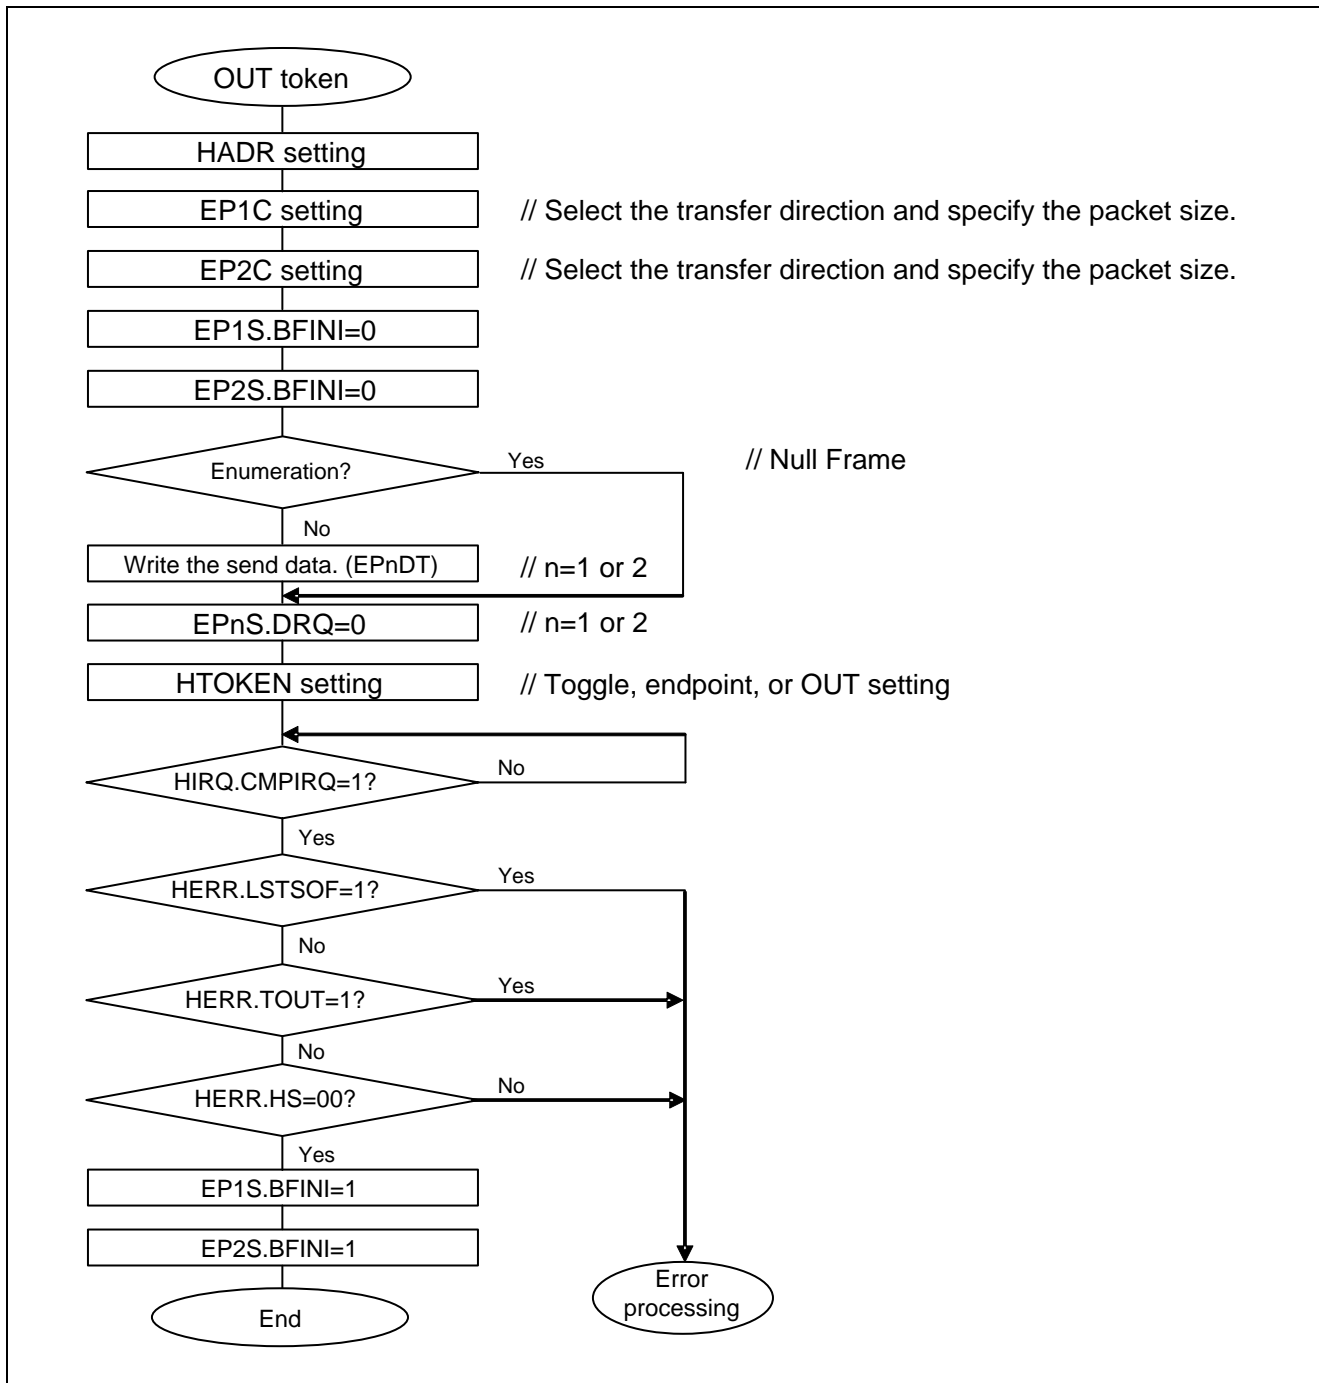 OUT token
HADR setting
EP1C setting // Select the transfer direction and specify the packet size.
EP2C setting // Select the transfer direction and specify the packet size.
EP1S.BFINI=0
EP2S.BFINI=0
Enumeration? Yes // Null Frame
No
Write the send data. (EPnDT) // n=1 or 2
EPnS.DRQ=0 // n=1 or 2
HTOKEN setting // Toggle, endpoint, or OUT setting
HIRQ.CMPIRQ=1? No
Yes
HERR.LSTSOF=1? Yes
No
HERR.TOUT=1? Yes
No
HERR.HS=00? No
Yes
EP1S.BFINI=1
EP2S.BFINI=1
End
Error
processing